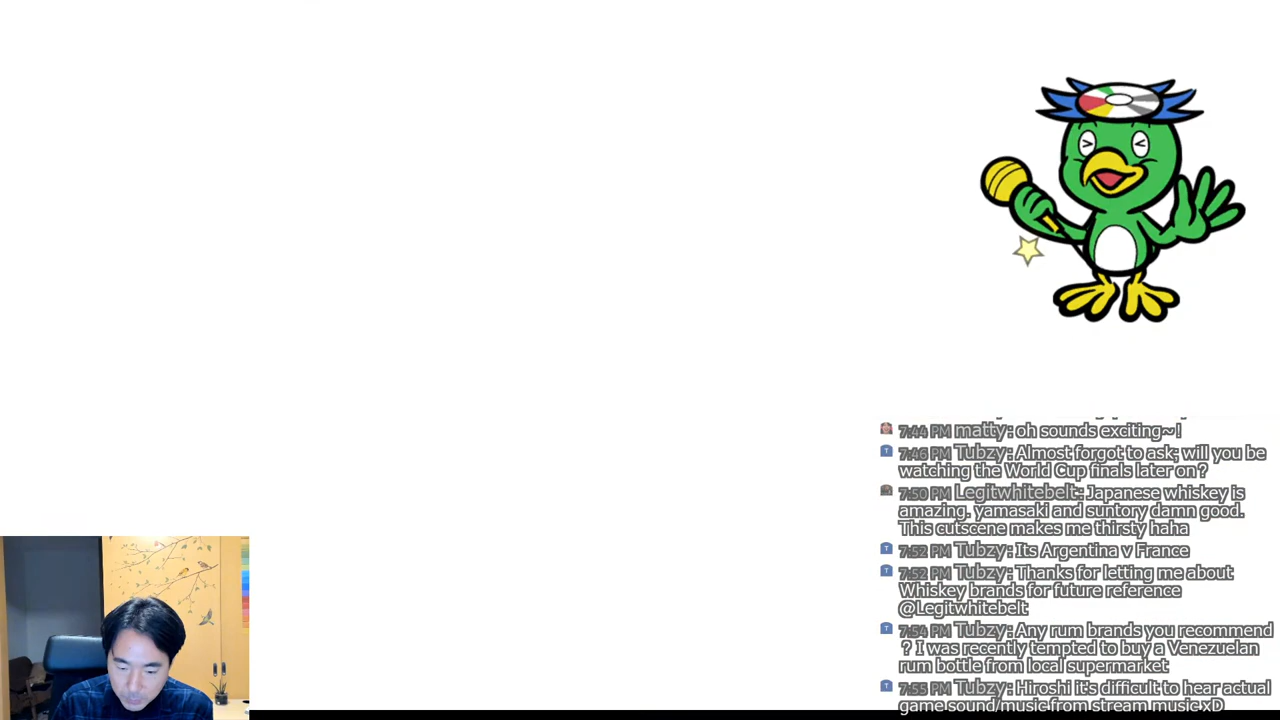 7:44 PM matty: oh sounds exciting~!
7:46 PM Tubzy: Almost forgot to ask; will you be
watching the World Cup finals later on?
7:50 PM Legitwhitebelt: Japanese whiskey is
amazing. yamasaki and suntory damn good.
This cutscene makes me thirsty haha
7:52 PM Tubzy: Its Argentina v France
7:52 PM Tubzy: Thanks for letting me about
Whiskey brands for future reference
@Legitwhitebelt
7:54 PM Tubzy: Any rum brands you recommend
? I was recently tempted to buy a Venezuelan
rum bottle from local supermarket
7:55 PM Tubzy: Hiroshi it's difficult to hear actual
game sound/music from stream music xD